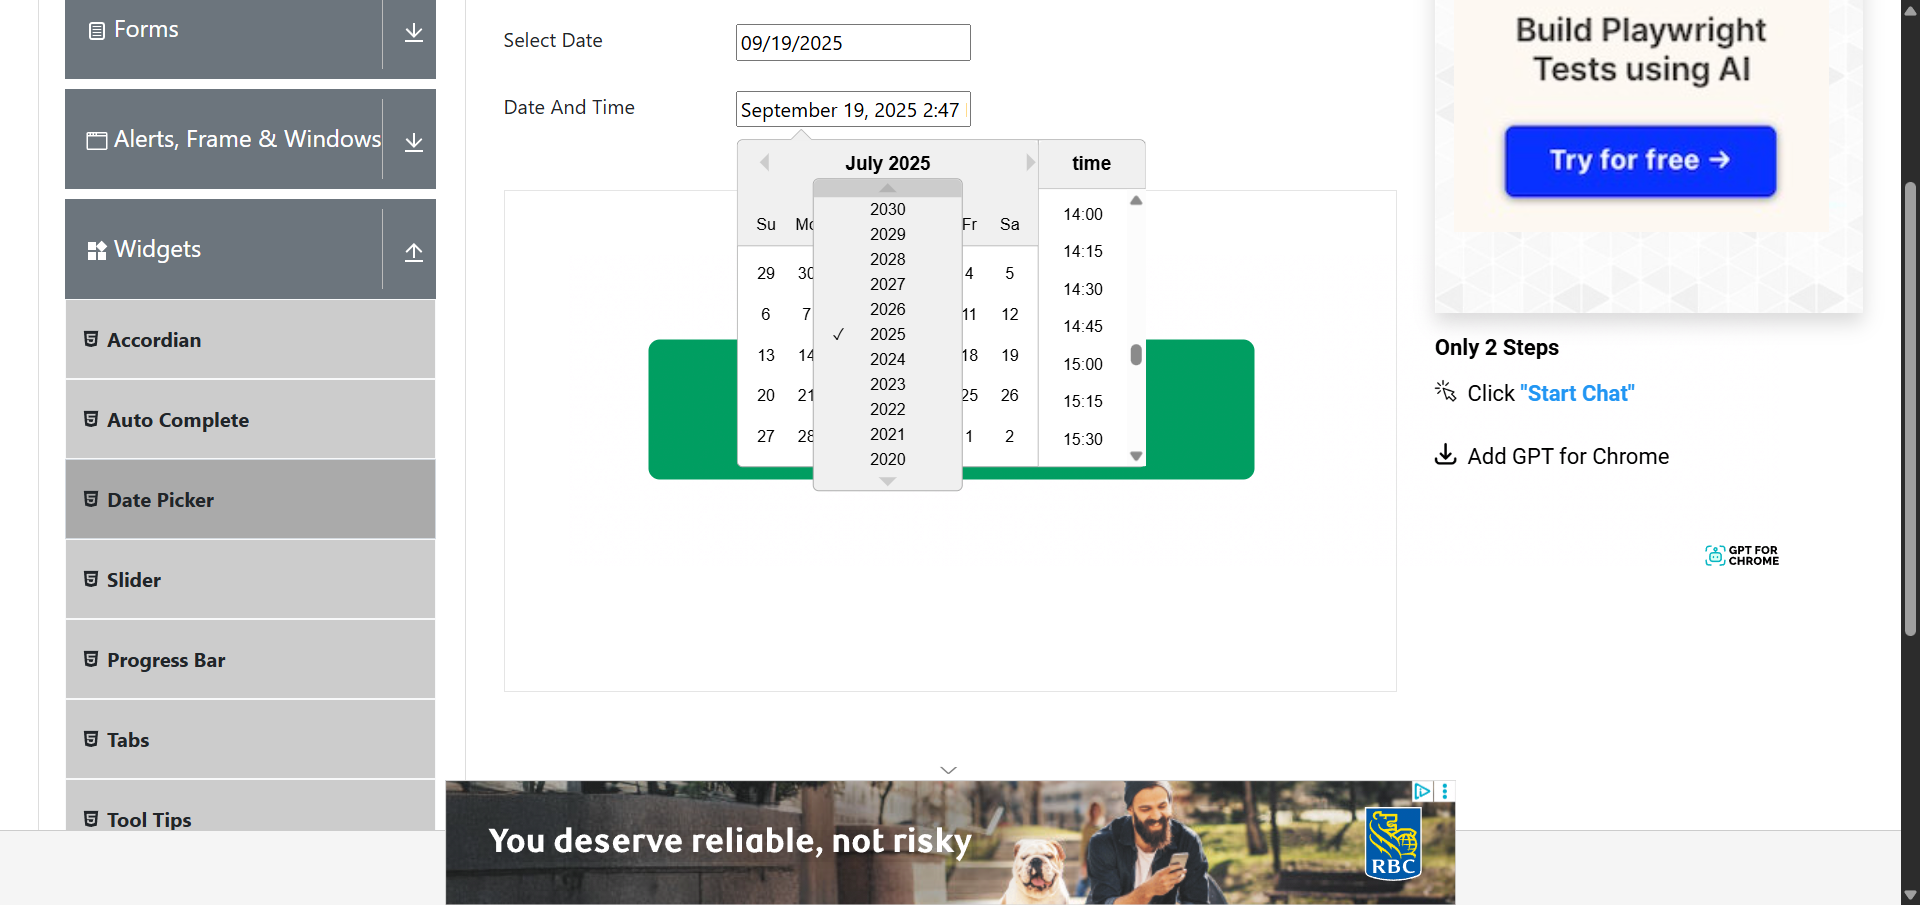 Forms
Alerts, Frame & Windows
Widgets
Accordian
Auto Complete
Date Picker
Slider
Progress Bar
Tabs
Tool Tips
Select Date
09/19/2025
Date And Time
September 19, 2025 2:47
July 2025
time
Su
Fr Sa
29 30 4 5
6 7 11 12
13 14 18 19
20 21 25 26
27 28 1 2
2030
2029
2028
2027
2026
✓ 2025
2024
2023
2022
2021
2020
14:00
14:15
14:30
14:45
15:00
15:15
15:30
Build Playwright
Tests using AI
Try for free →
Only 2 Steps
Click "Start Chat"
Add GPT for Chrome
GPT FOR
CHROME
You deserve reliable, not risky
RBC